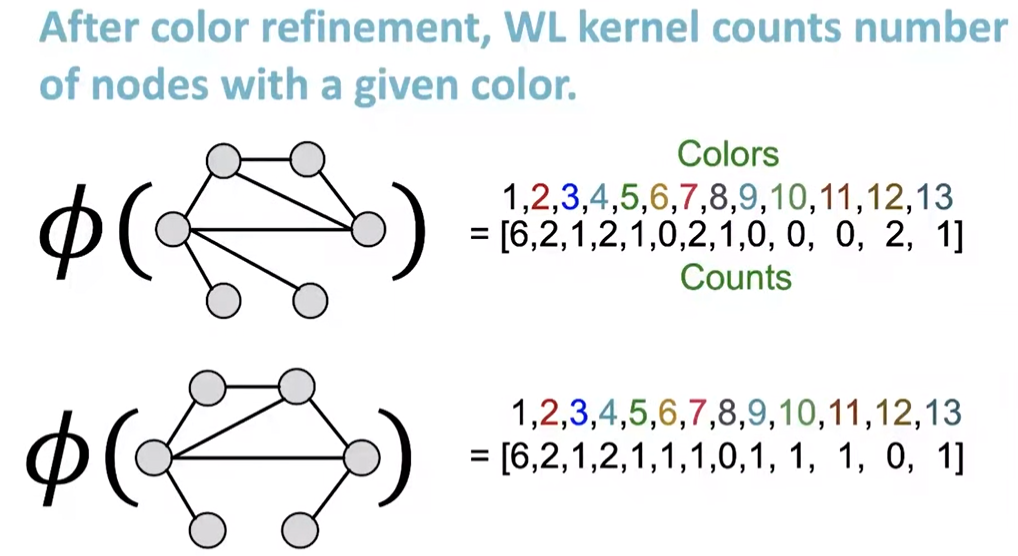 After color refinement, WL kernel counts number
of nodes with a given color.
Colors
1,2,3,4,5,6,7,8,9,10,11,12,13
ϕ( ) = [6,2,1,2,1,0,2,1,0, 0, 0, 2, 1]
Counts
1,2,3,4,5,6,7,8,9,10,11,12,13
ϕ( ) = [6,2,1,2,1,1,1,0,1, 1, 1, 0, 1]